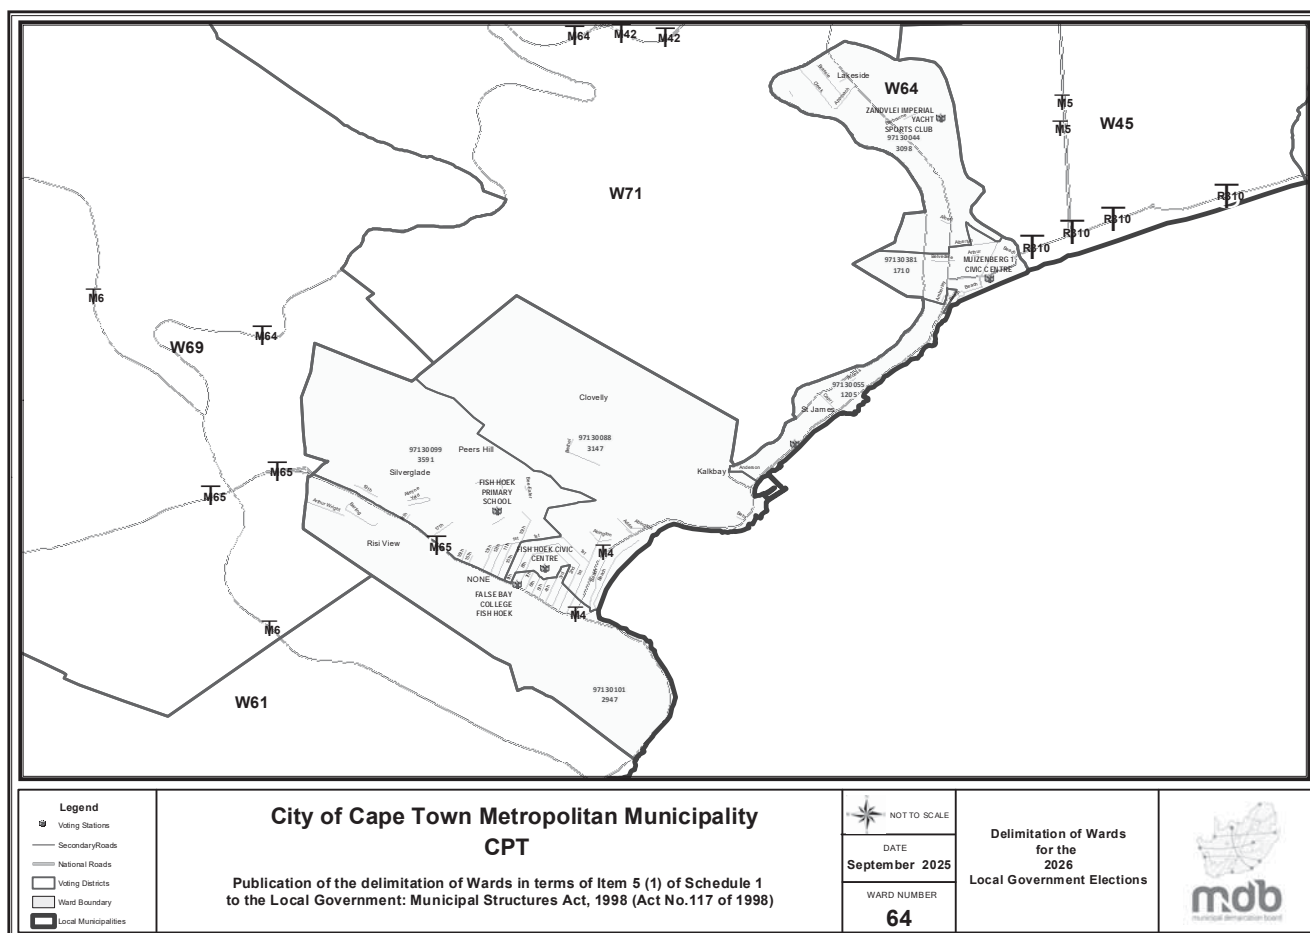 M64
M42
M42
Lakeside
W64
ZANDVLEI IMPERIAL
YACHT
SPORTS CLUB
97130044
3098
M5
M5
W45
W71
R310
R310
R310
R310
97130381
1710
MUIZENBERG 1
CIVIC CENTRE
Beach
M6
M64
W69
97130055
1205
St James
Clovelly
97130088
3147
97130099
3591
Peers Hill
Silverglade
Kalkbay
M65
M65
FISH HOEK
PRIMARY
SCHOOL
Arthur Wright
Risi View
M65
FISH HOEK CIVIC
CENTRE
M4
NONE
FALSE BAY
COLLEGE
FISH HOEK
M4
M6
W61
97130101
2947
Legend
Voting Stations
SecondaryRoads
National Roads
Voting Districts
Ward Boundary
Local Municipalities
City of Cape Town Metropolitan Municipality
CPT
Publication of the delimitation of Wards in terms of Item 5 (1) of Schedule 1
to the Local Government: Municipal Structures Act, 1998 (Act No.117 of 1998)
NOT TO SCALE
DATE
September 2025
WARD NUMBER
64
Delimitation of Wards
for the
2026
Local Government Elections
mdb
municipal demarcation board